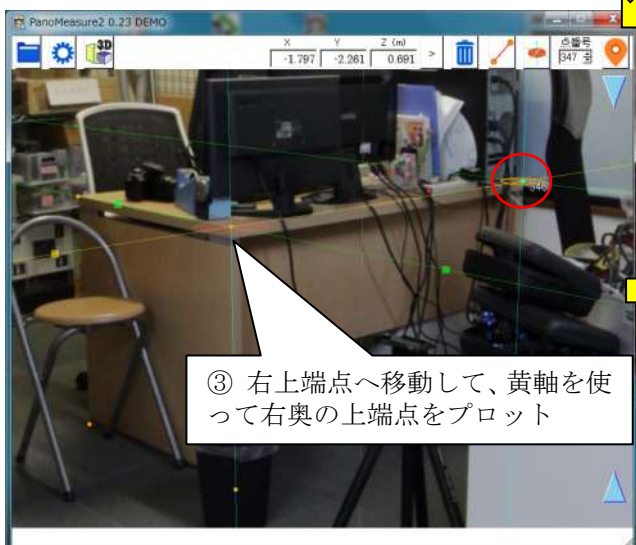 PanoMeasure2 0.23 DEMO
3D
X Y Z (m)
-1.797 -2.261 0.691 >
点番号
347
346
③ 右上端点へ移動して、黄軸を使
って右奥の上端点をプロット